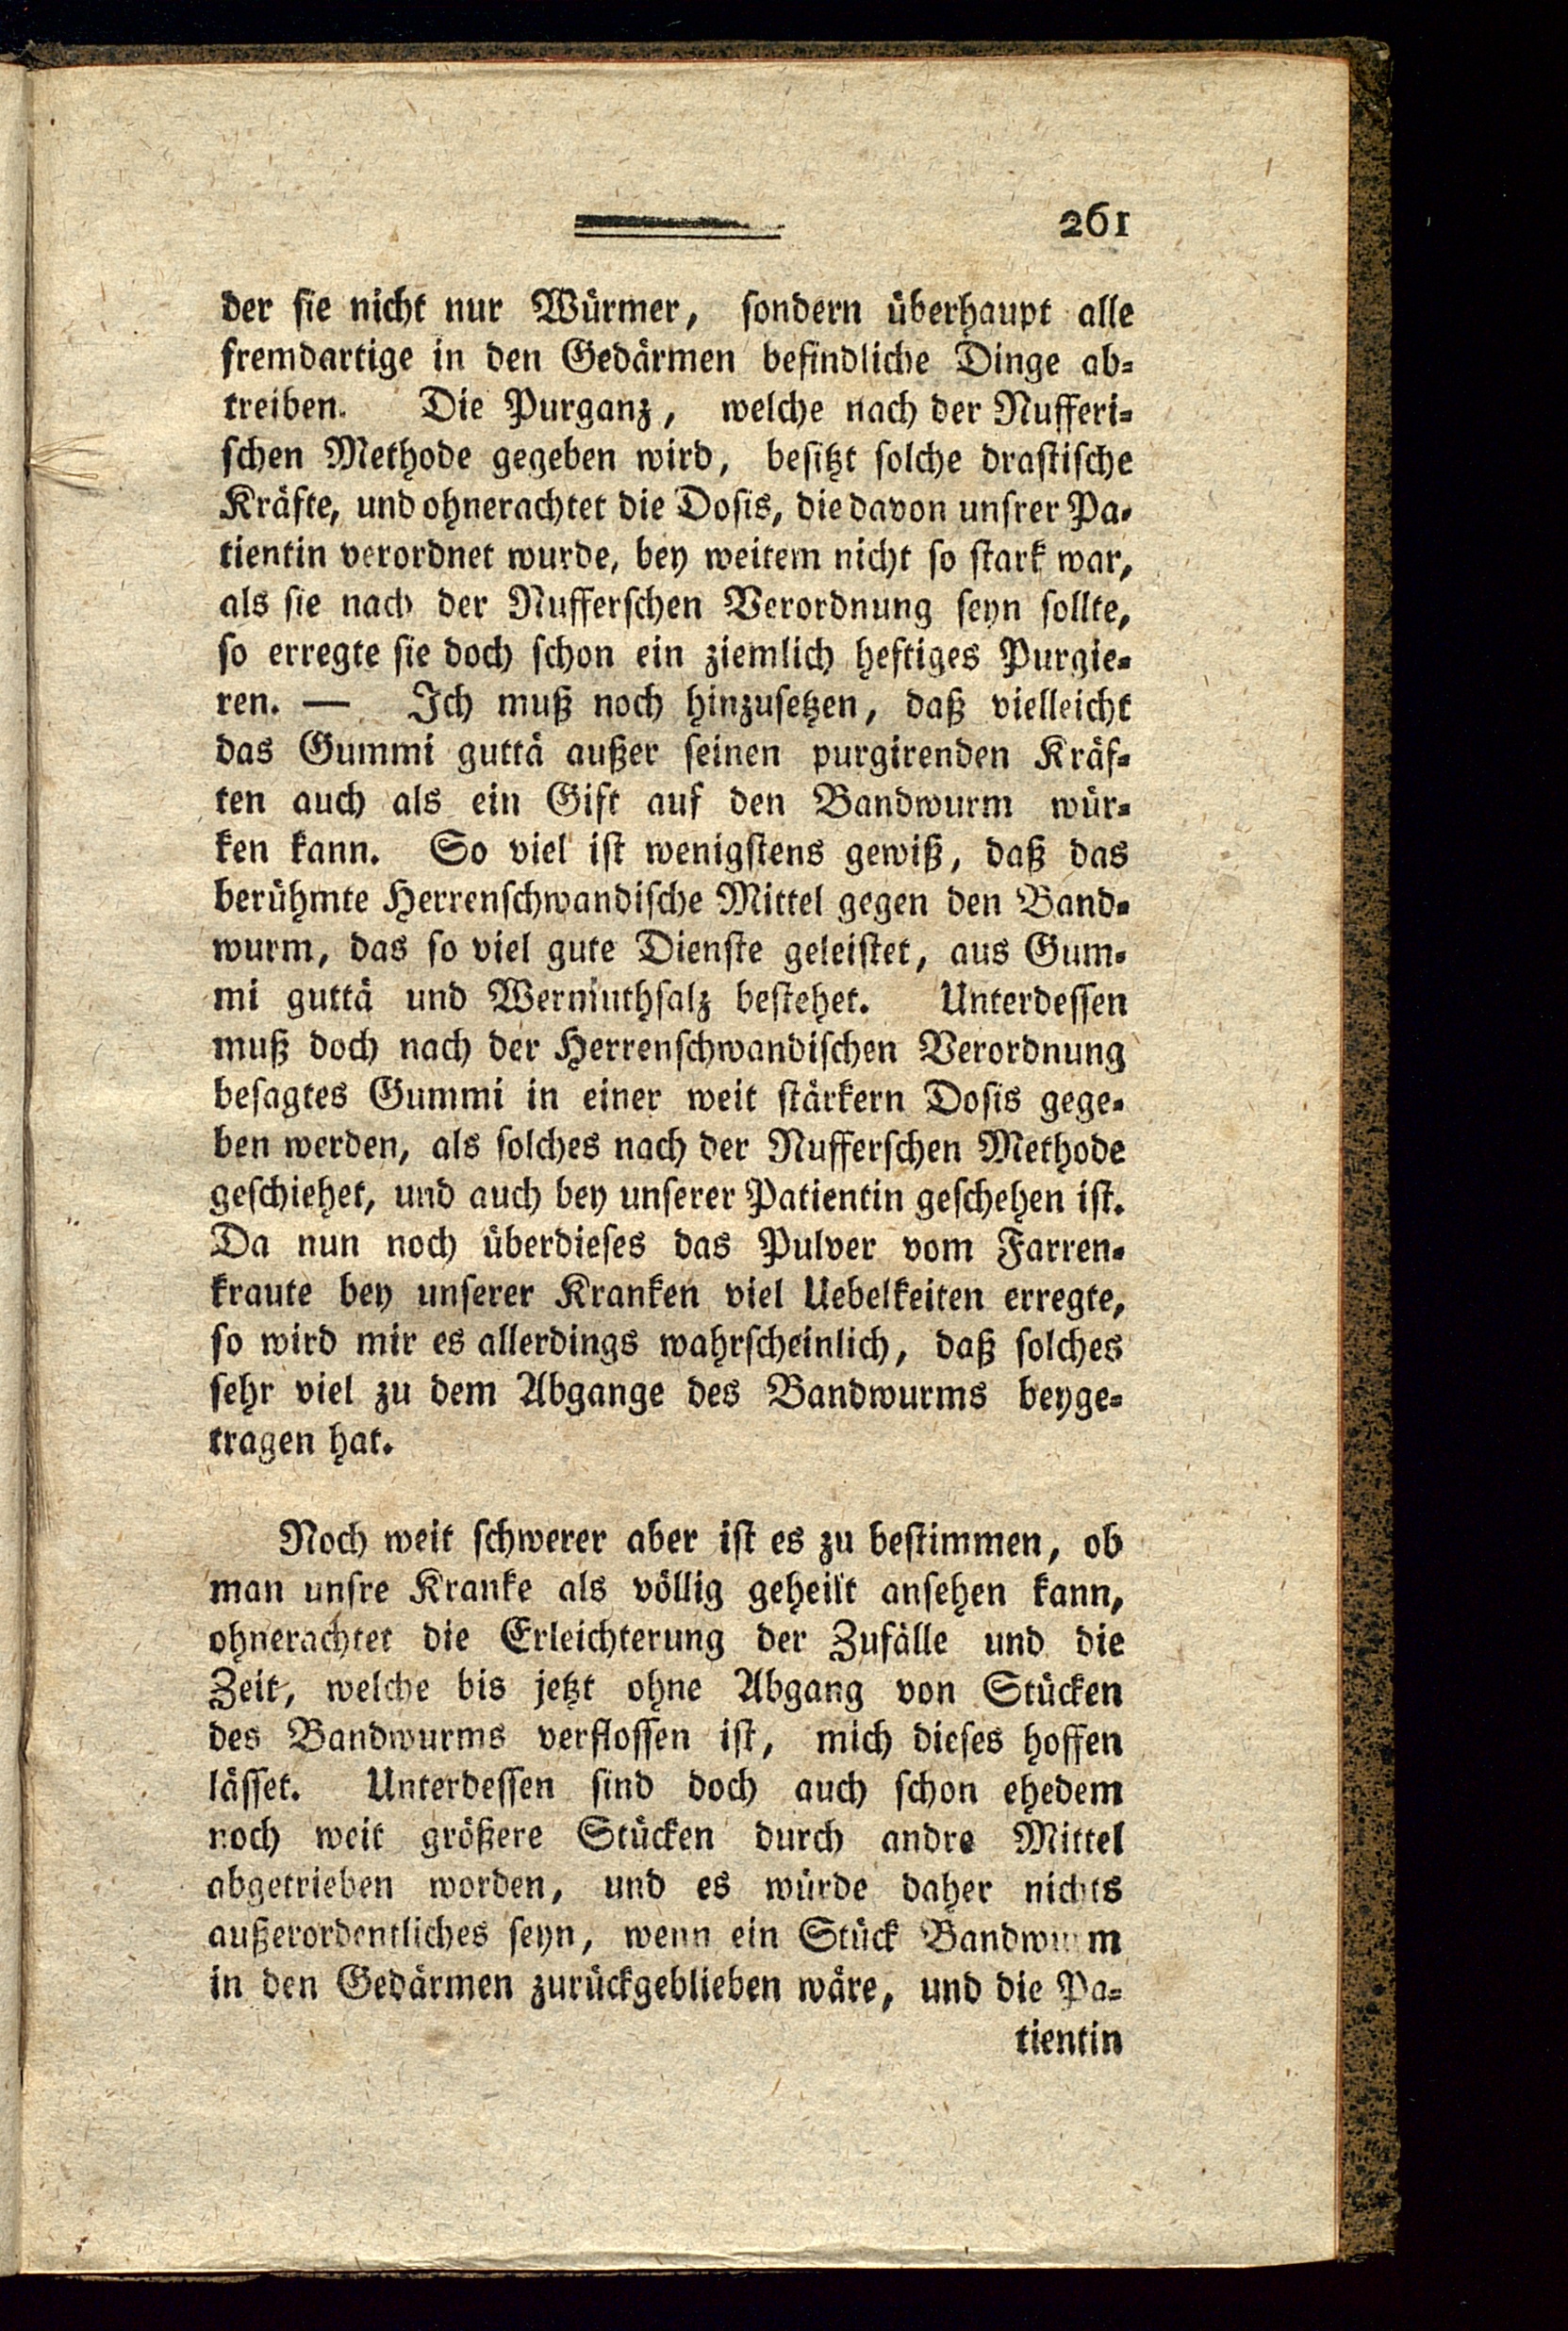 261
der sie nicht nur Würmer, sondern überhaupt alle
fremdartige in den Gedärmen befindliche Dinge ab-
treiben. Die Purganz, welche nach der Nufferi-
schen Methode gegeben wird, besitzt solche drastische
Kräfte, und ohnerachtet die Dosis, die davon unsrer Pa-
tientin verordnet wurde, bey weitem nicht so stark war,
als sie nach der Nufferschen Verordnung seyn sollte,
so erregte sie doch schon ein ziemlich heftiges Purgie-
ren. — Ich muß noch hinzusetzen, daß vielleicht
das Gummi guttä außer seinen purgirenden Kräf-
ten auch als ein Gift auf den Bandwurm wür-
ken kann. So viel ist wenigstens gewiß, daß das
berühmte Herrenschwandische Mittel gegen den Band-
wurm, das so viel gute Dienste geleistet, aus Gum-
mi guttä und Wermuthsalz bestehet. Unterdessen
muß doch nach der Herrenschwandischen Verordnung
besagtes Gummi in einer weit stärkern Dosis gege-
ben werden, als solches nach der Nufferschen Methode
geschiehet, und auch bey unserer Patientin geschehen ist.
Da nun noch überdieses das Pulver vom Farren-
kraute bey unserer Kranken viel Uebelkeiten erregte,
so wird mir es allerdings wahrscheinlich, daß solches
sehr viel zu dem Abgange des Bandwurms beyge-
tragen hat.
Noch weit schwerer aber ist es zu bestimmen, ob
man unsre Kranke als völlig geheilt ansehen kann,
ohnerachtet die Erleichterung der Zufälle und die
Zeit, welche bis jetzt ohne Abgang von Stücken
des Bandwurms verflossen ist, mich dieses hoffen
lässet. Unterdessen sind doch auch schon ehedem
noch weit größere Stücken durch andre Mittel
abgetrieben worden, und es würde daher nichts
außerordentliches seyn, wenn ein Stück Bandwurm
in den Gedärmen zurückgeblieben wäre, und die Pa-
tientin